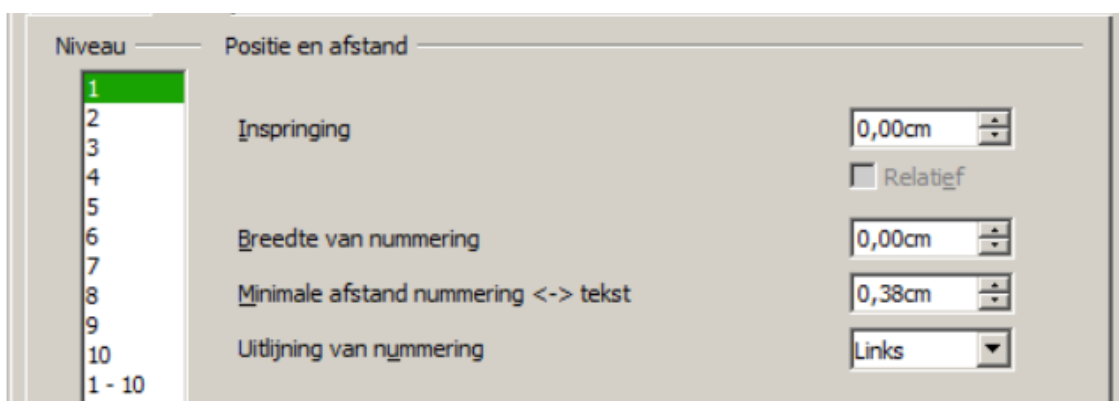 Niveau
1
2
3
4
5
6
7
8
9
10
1 - 10
Positie en afstand
Inspringing 0,00cm
Relatief
Breedte van nummering 0,00cm
Minimale afstand nummering <-> tekst 0,38cm
Uitlijning van nummering Links